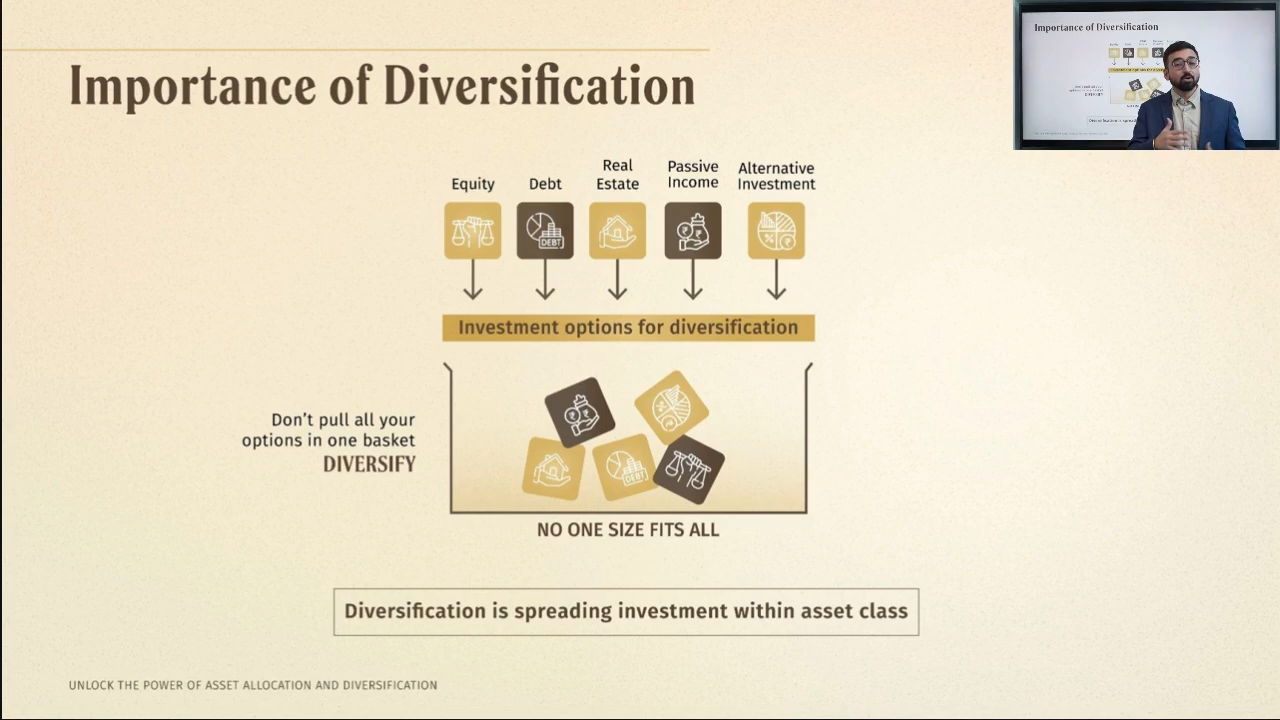 Importance of Diversification
Equity
Debt
Real
Estate
Passive
Income
Alternative
Investment
DEBT
Investment options for diversification
Don't pull all your
options in one basket
DIVERSIFY
DEBT
NO ONE SIZE FITS ALL
Diversification is spreading investment within asset class
UNLOCK THE POWER OF ASSET ALLOCATION AND DIVERSIFICATION
Importance of Diversification